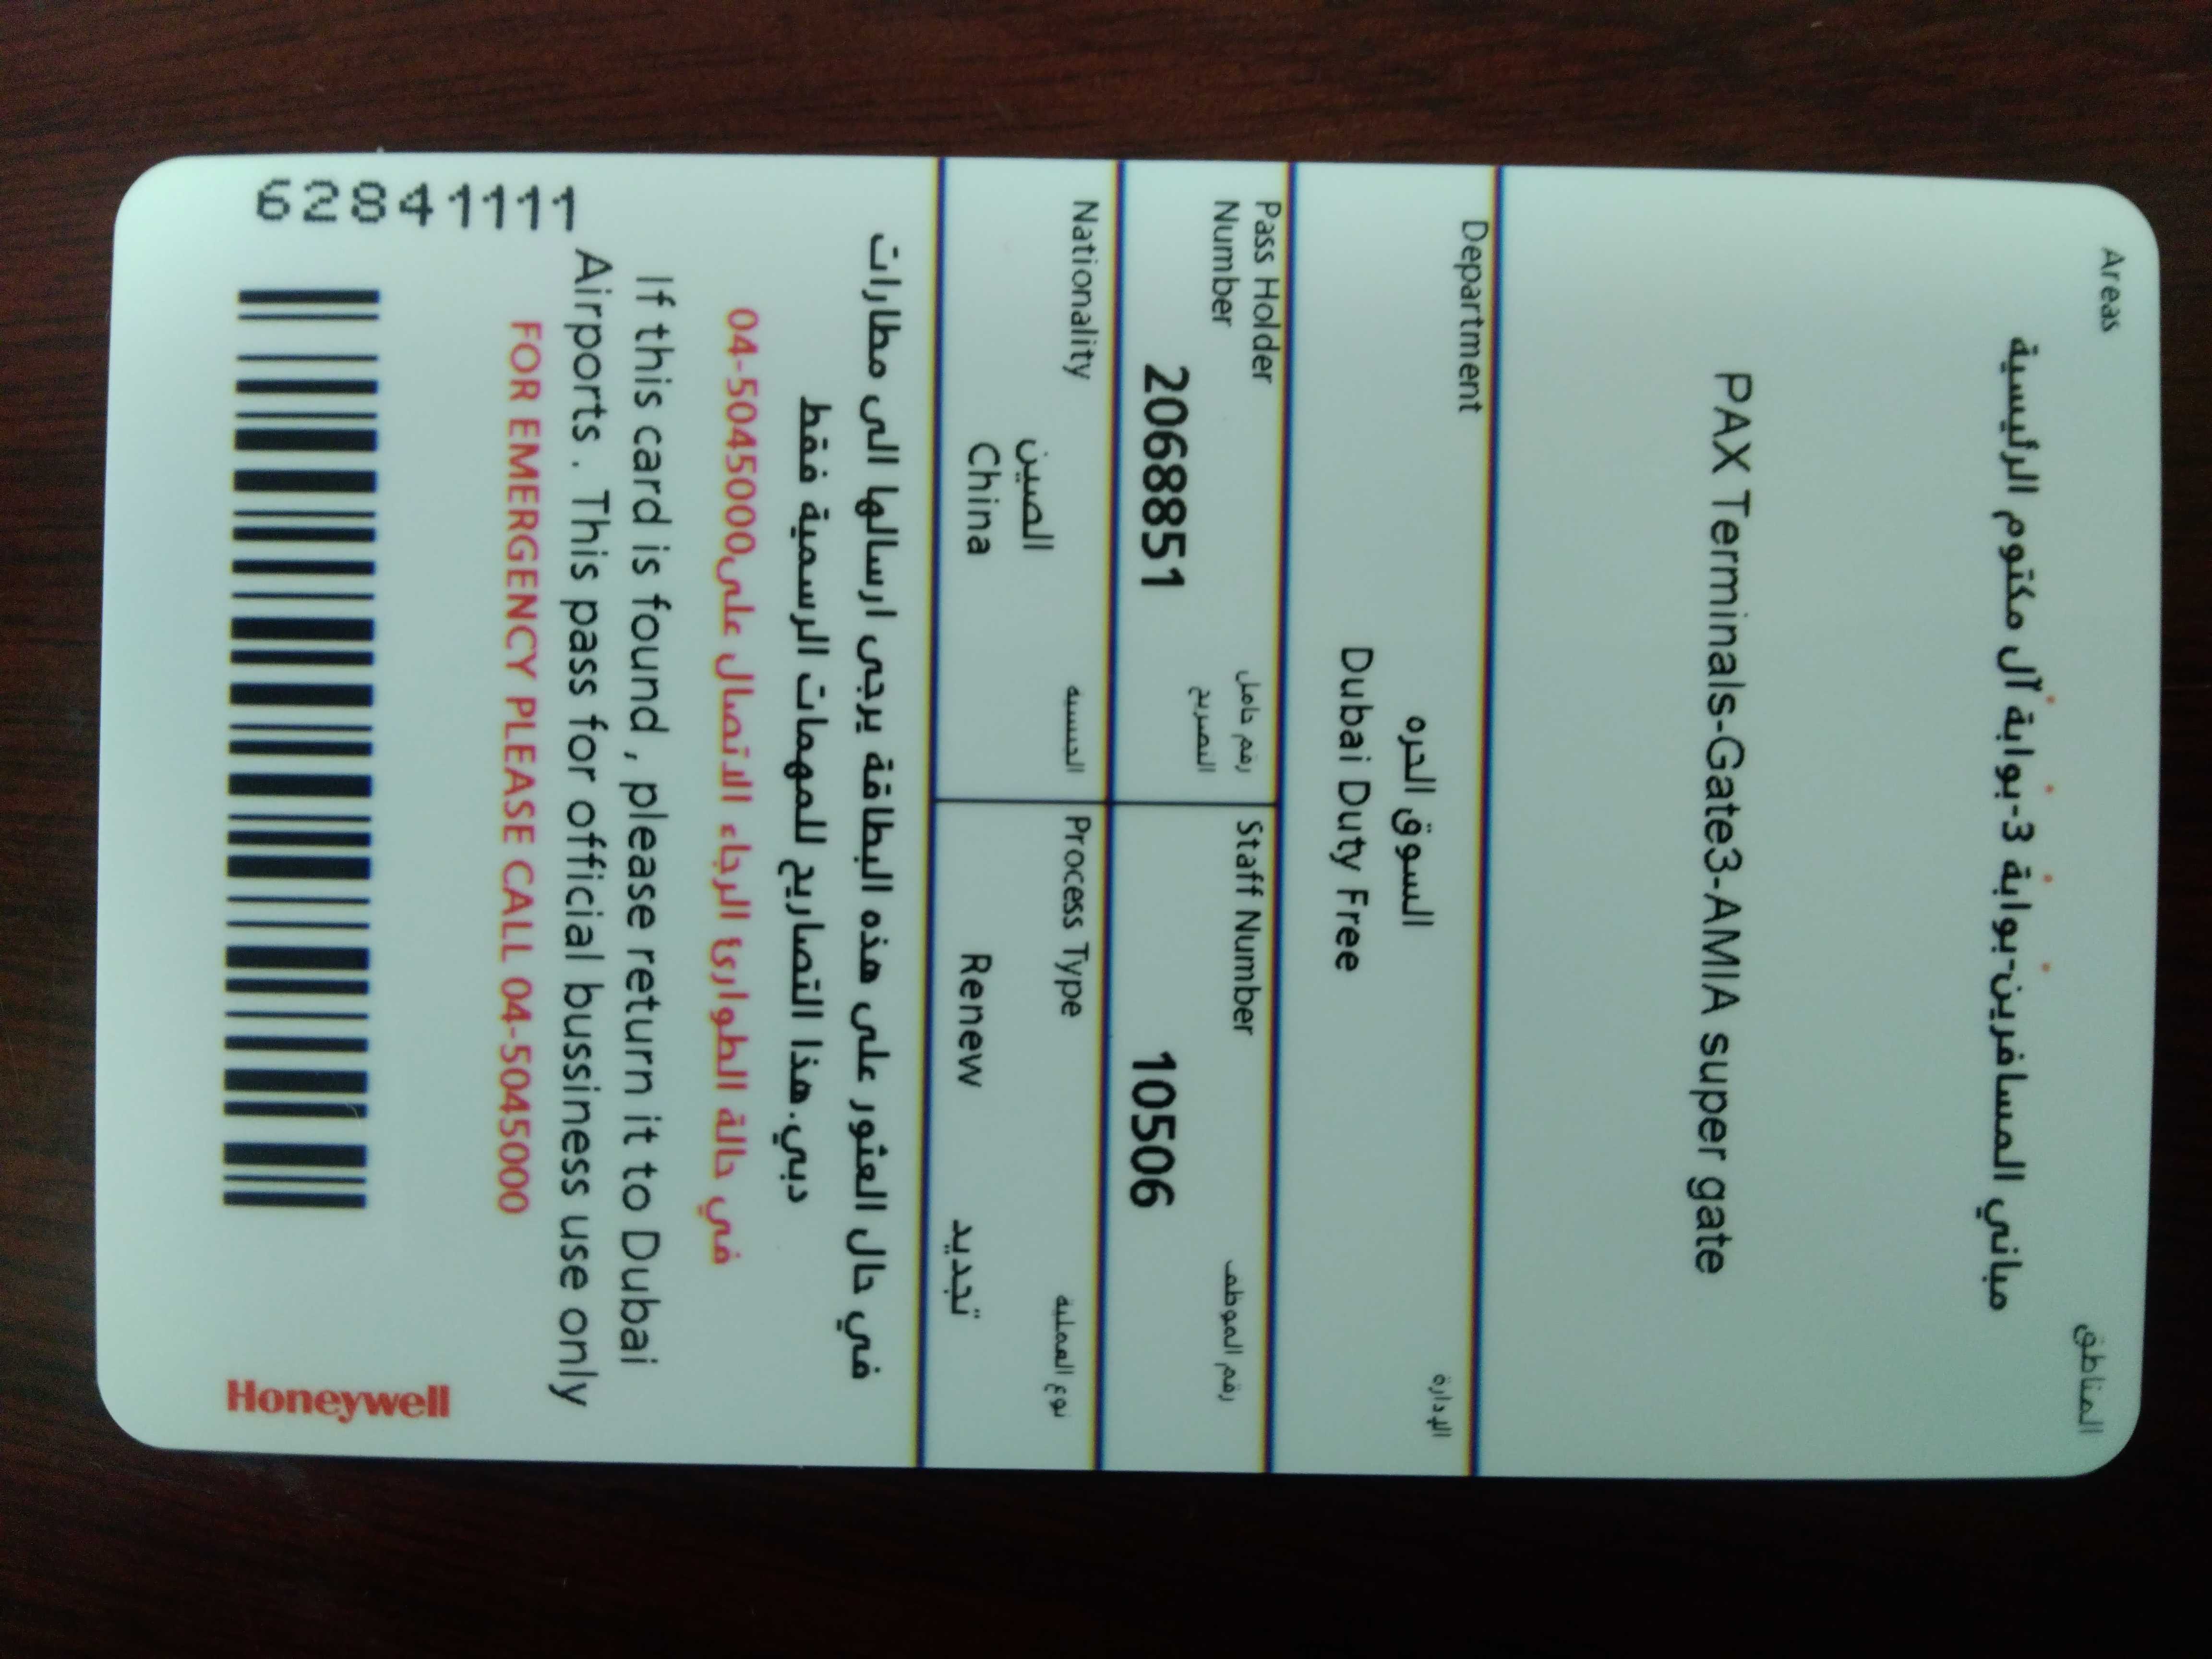 Areas
المناطق
مباني المسافرين-بوابة 3-بوابة آل مكتوم الرئيسية
PAX Terminals-Gate3-AMIA super gate
Department
الإدارة
السوق الحره
Dubai Duty Free
Pass Holder
Number
رقم حامل
التصريح
2068851
Staff Number
رقم الموظف
10506
Nationality
الجنسية
الصين
China
Process Type
نوع العملية
Renew
تجديد
في حال العثور على هذه البطاقة يرجى ارسالها الى مطارات
دبي.هذا التصاريح للمهمات الرسمية فقط
في حالة الطوارئ الرجاء الاتصال على04-5045000
If this card is found , please return it to Dubai
Airports . This pass for official bussiness use only
FOR EMERGENCY PLEASE CALL 04-5045000
62841111
Honeywell